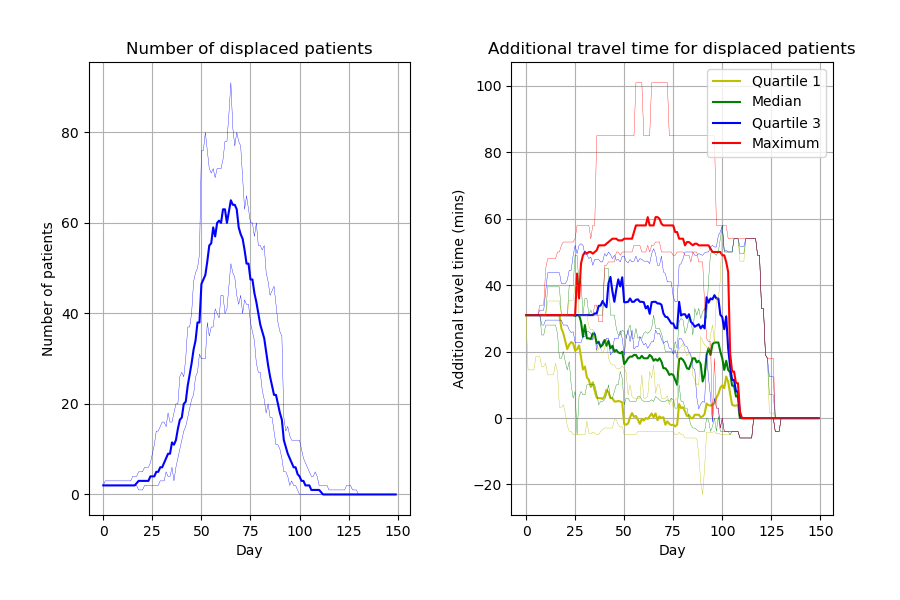 Number of displaced patients
Number of patients
80
60
40
20
0
0 25 50 75 100 125 150
Day
Additional travel time for displaced patients
Additional travel time (mins)
100
80
60
40
20
0
−20
0 25 50 75 100 125 150
Day
Quartile 1
Median
Quartile 3
Maximum